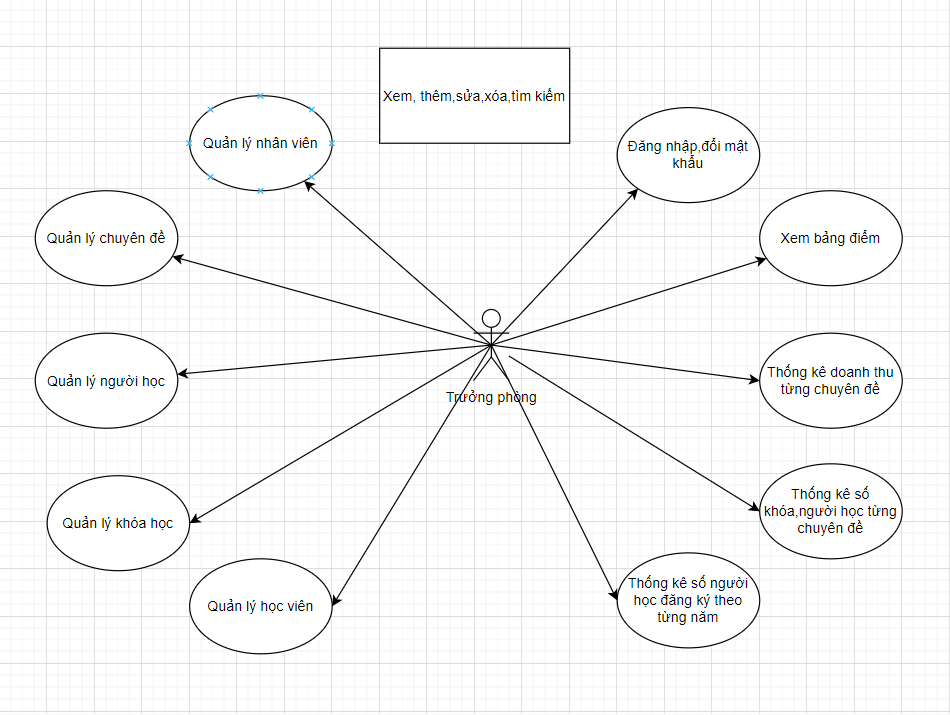 Xem, thêm,sửa,xóa,tìm kiếm
Quản lý nhân viên
Đăng nhập,đổi mật
khẩu
Quản lý chuyên đề
Xem bảng điểm
Quản lý người học
Thống kê doanh thu
từng chuyên đề
Trưởng phòng
Quản lý khóa học
Thống kê số
khóa,người học từng
chuyên đề
Quản lý học viên
Thống kê số người
học đăng ký theo
từng năm